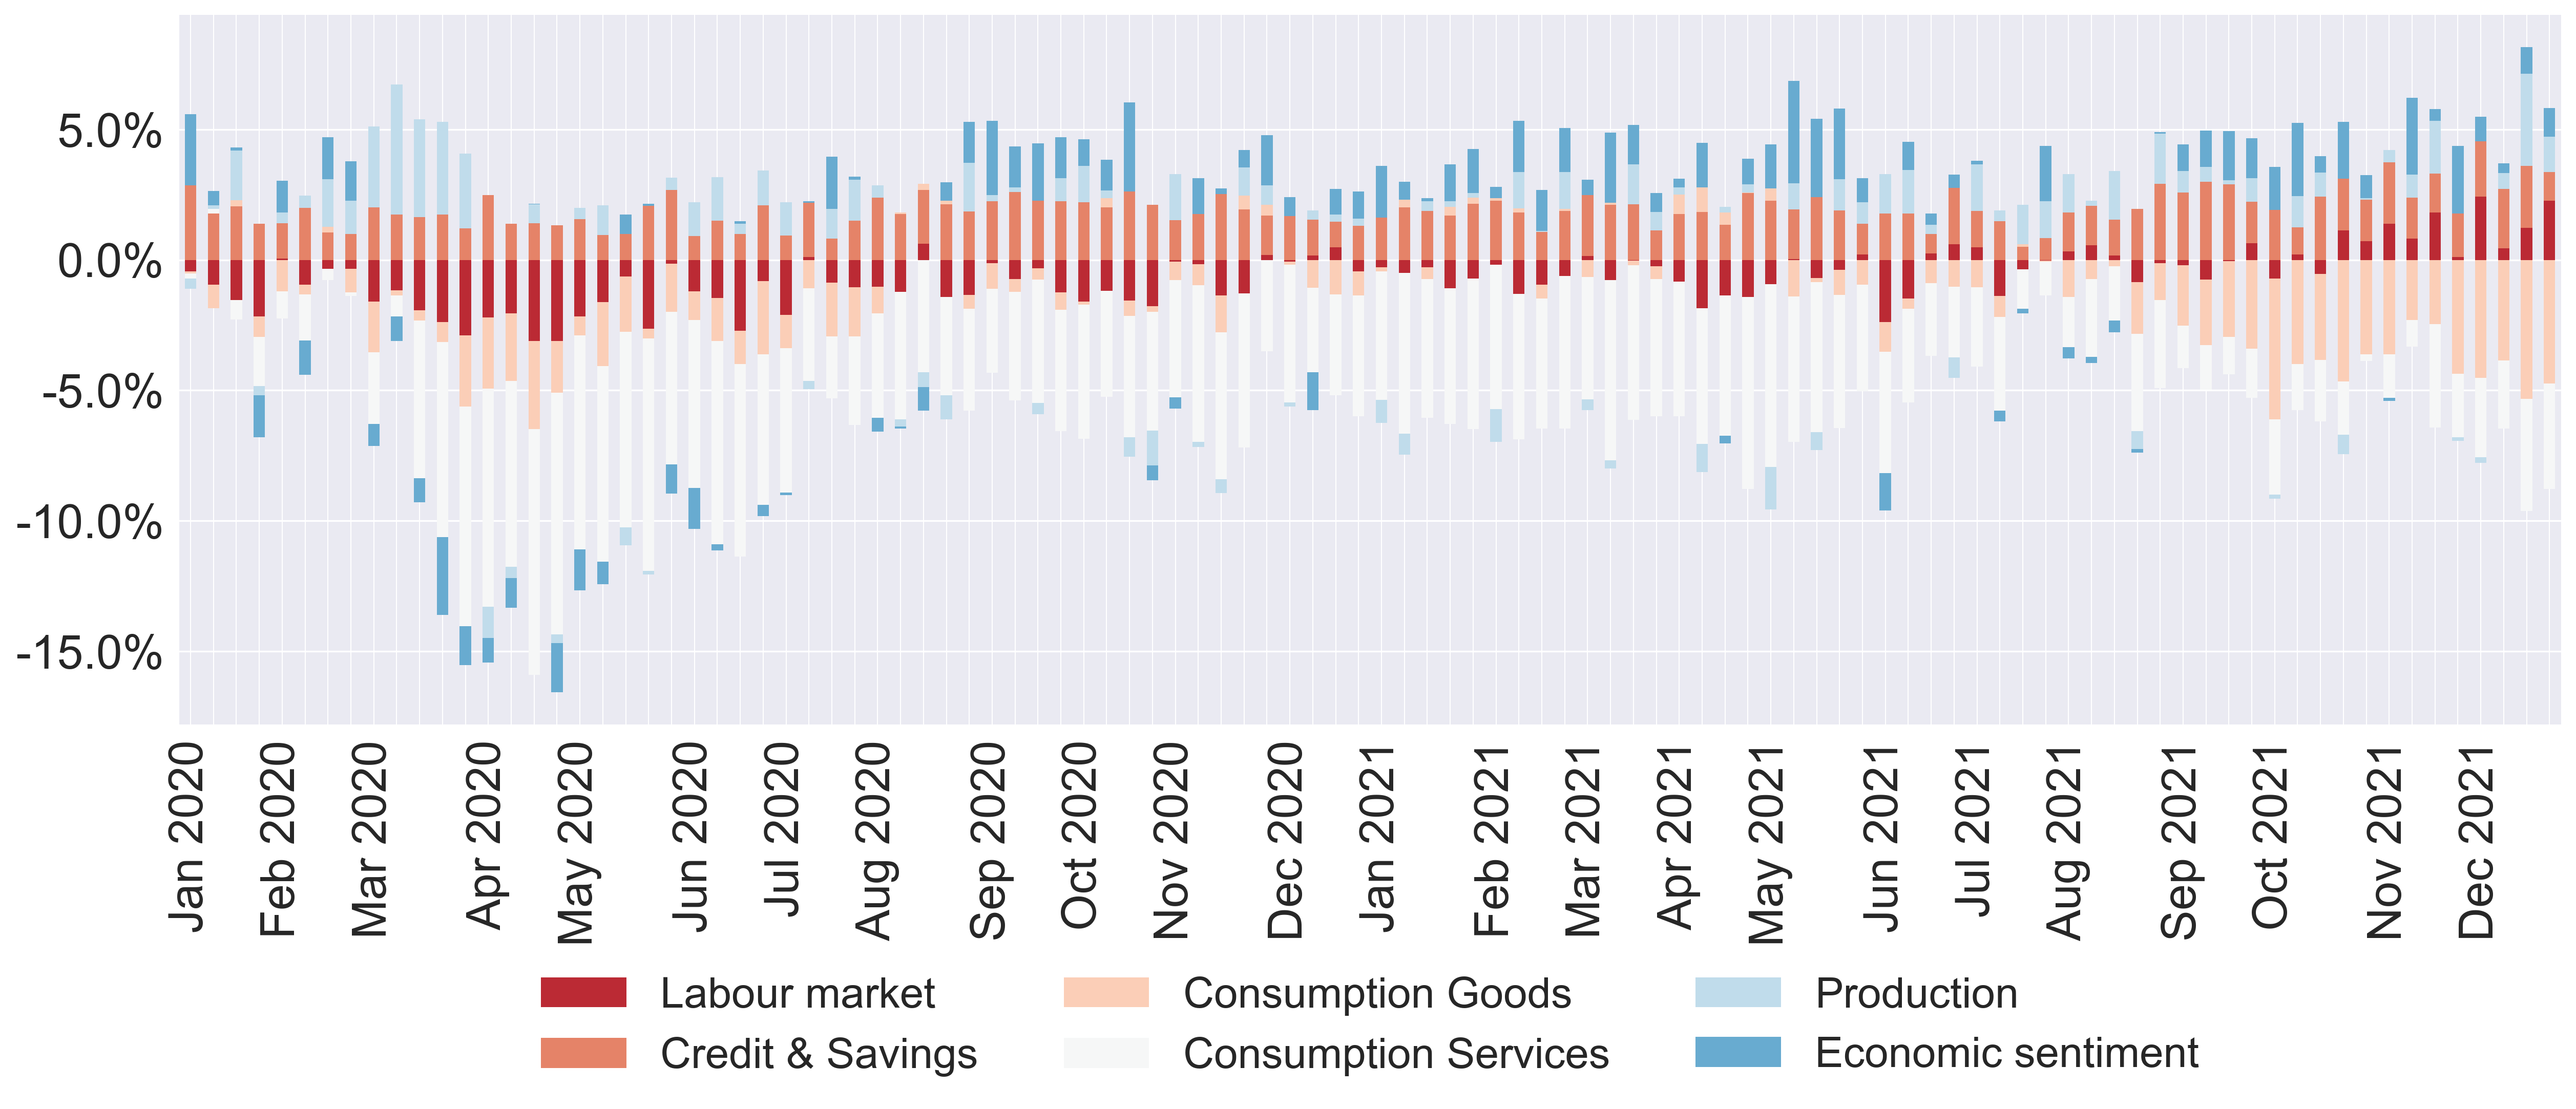 5.0%
0.0%
-5.0%
-10.0%
-15.0%
Jan 2020
Feb 2020
Mar 2020
Apr 2020
May 2020
Jun 2020
Jul 2020
Aug 2020
Sep 2020
Oct 2020
Nov 2020
Dec 2020
Jan 2021
Feb 2021
Mar 2021
Apr 2021
May 2021
Jun 2021
Jul 2021
Aug 2021
Sep 2021
Oct 2021
Nov 2021
Dec 2021
Labour market
Consumption Goods
Production
Credit & Savings
Consumption Services
Economic sentiment